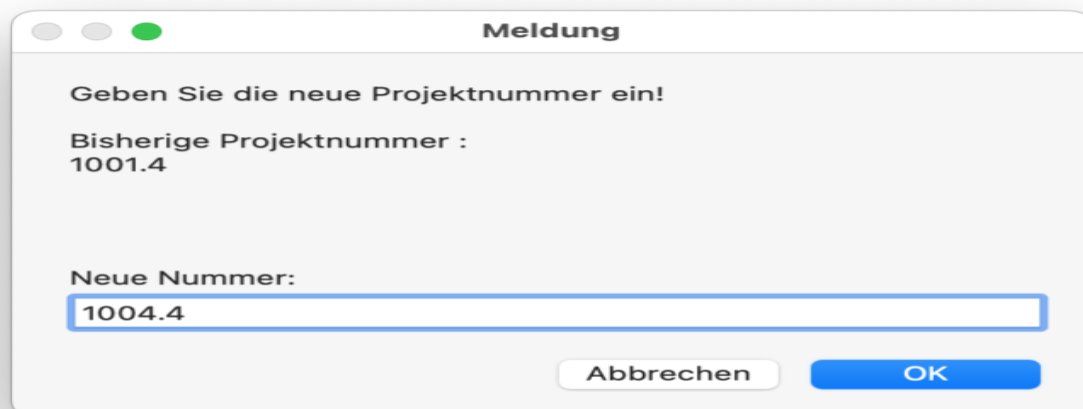 Meldung
Geben Sie die neue Projektnummer ein!
Bisherige Projektnummer :
1001.4
Neue Nummer:
1004.4
Abbrechen OK